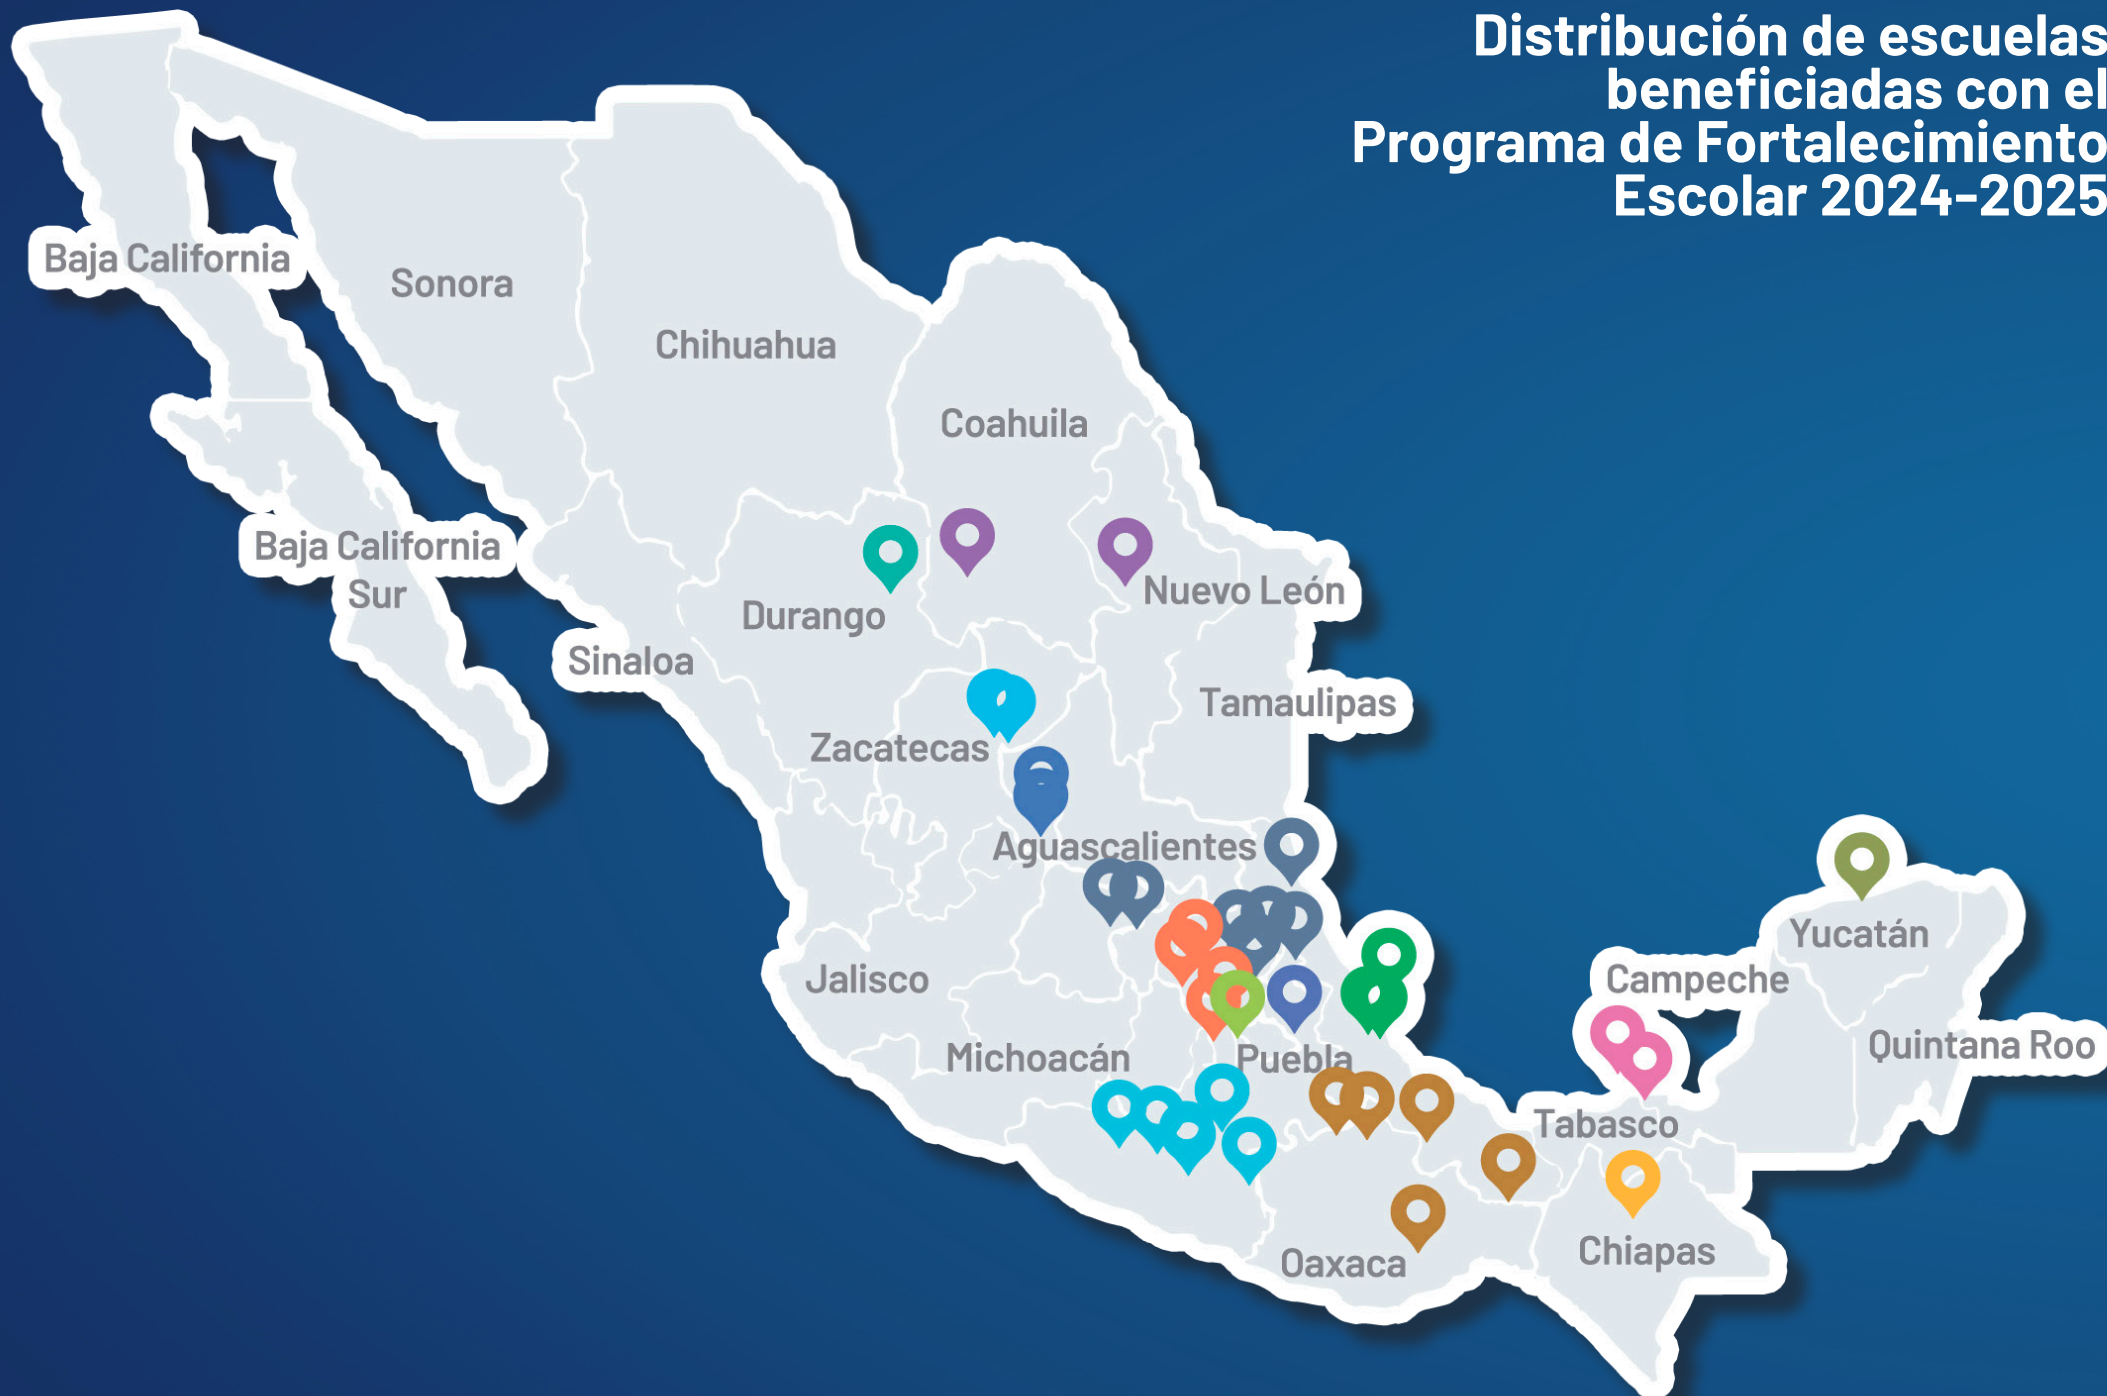 Distribución de escuelas
beneficiadas con el
Programa de Fortalecimiento
Escolar 2024-2025
Baja California
Sonora
Chihuahua
Coahuila
Baja California
Sur
Nuevo León
Durango
Sinaloa
Tamaulipas
Zacatecas
Aguascalientes
Yucatán
Jalisco
Campeche
Quintana Roo
Michoacán
Puebla
Tabasco
Oaxaca
Chiapas